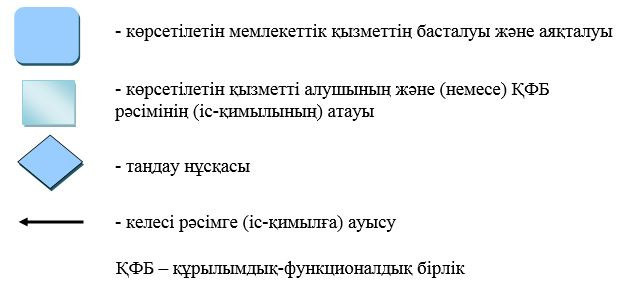 - көрсетілетін мемлекеттік қызметтің басталуы және аяқталуы
- көрсетілетін қызметті алушының және (немесе) ҚФБ
рәсімінің (іс-қимылының) атауы
- таңдау нұсқасы
- келесі рәсімге (іс-қимылға) ауысу
ҚФБ – құрылымдық-функционалдық бірлік